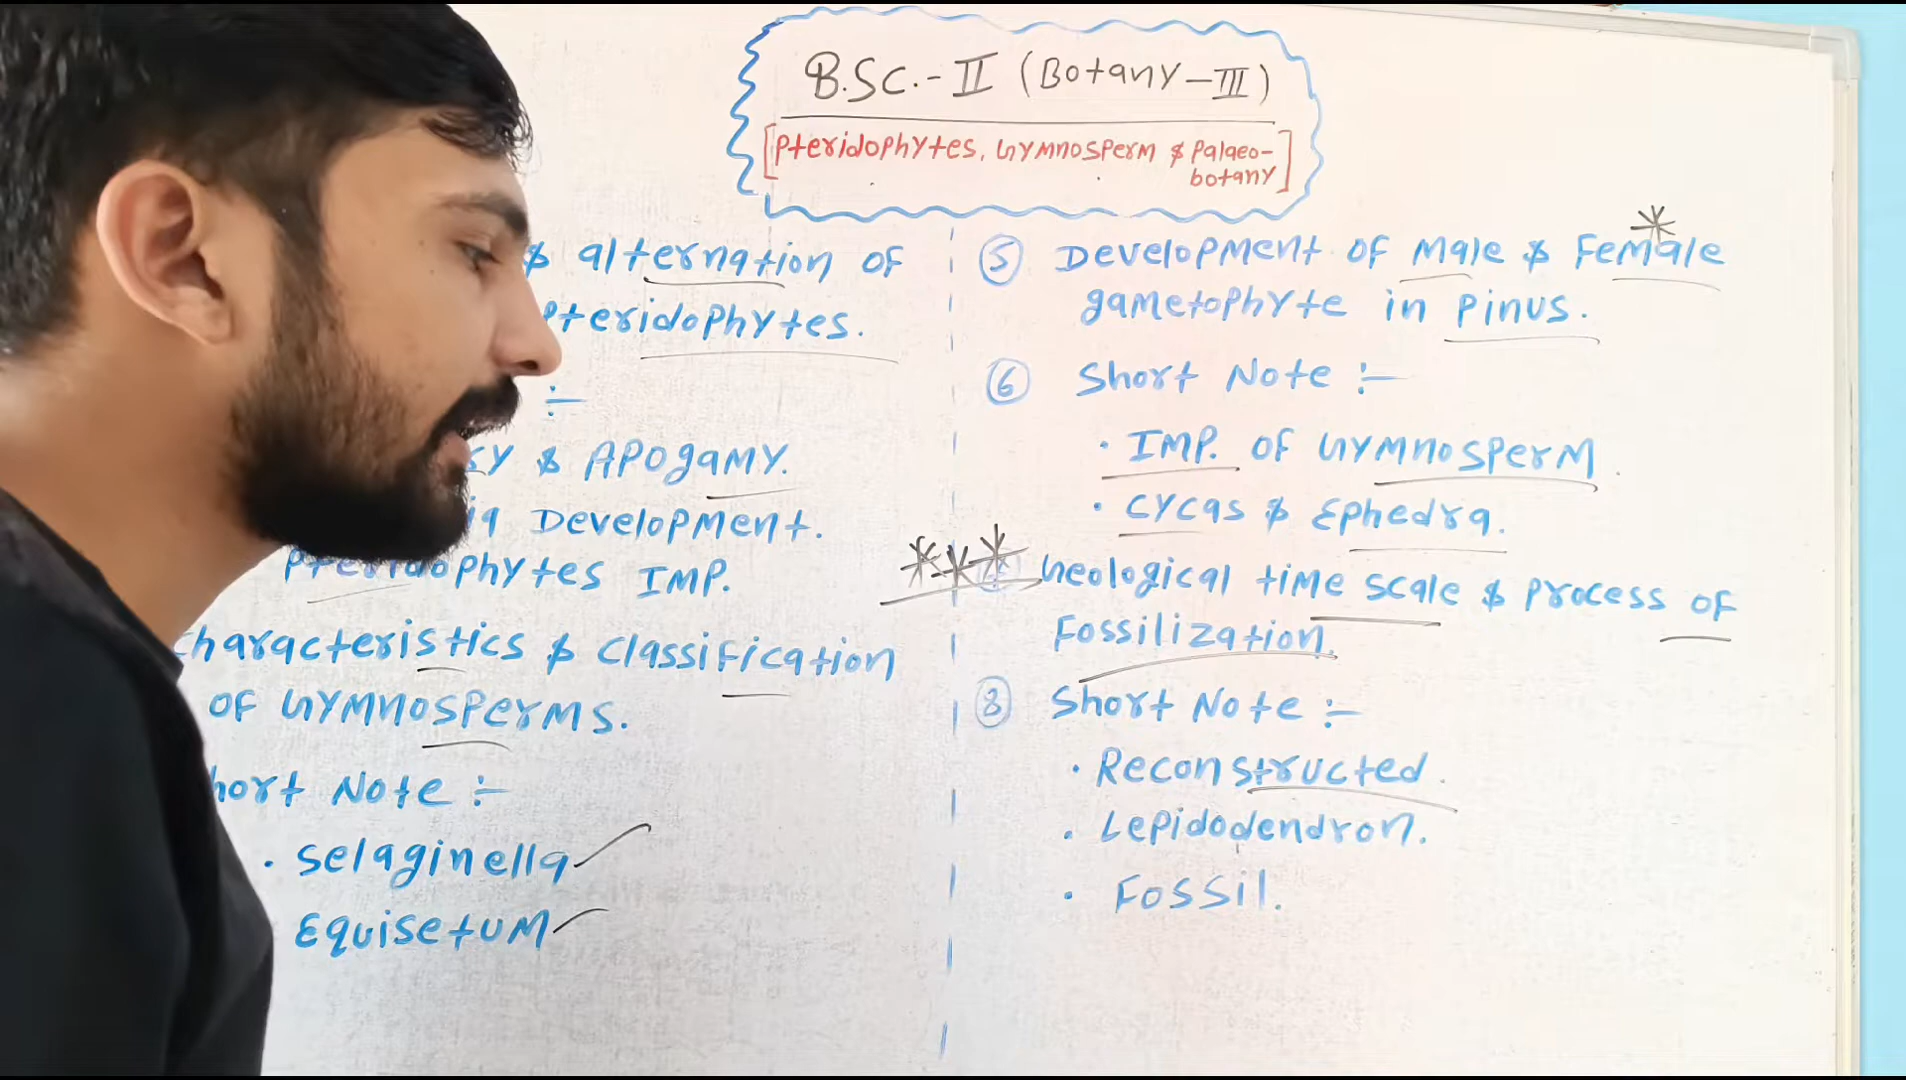 B.SC.-II (Botany-III)
[Pteridophytes, Gymnosperm & Palaeo-
botany]
& alternation of
Pteridophytes.
:-
sy & Apogamy.
Development.
Pteridophytes IMP.
Characteristics & Classification
of Gymnosperms.
hort Note :-
• Selaginella
Equisetum
⑤ Development of Male & Female
gametophyte in Pinus.
⑥ Short Note :-
• IMP. of Gymnosperm.
• Cycas & Ephedra.
*** Geological time scale & Process of
Fossilization.
⑧ Short Note :-
• Reconstructed.
• Lepidodendron.
• Fossil.